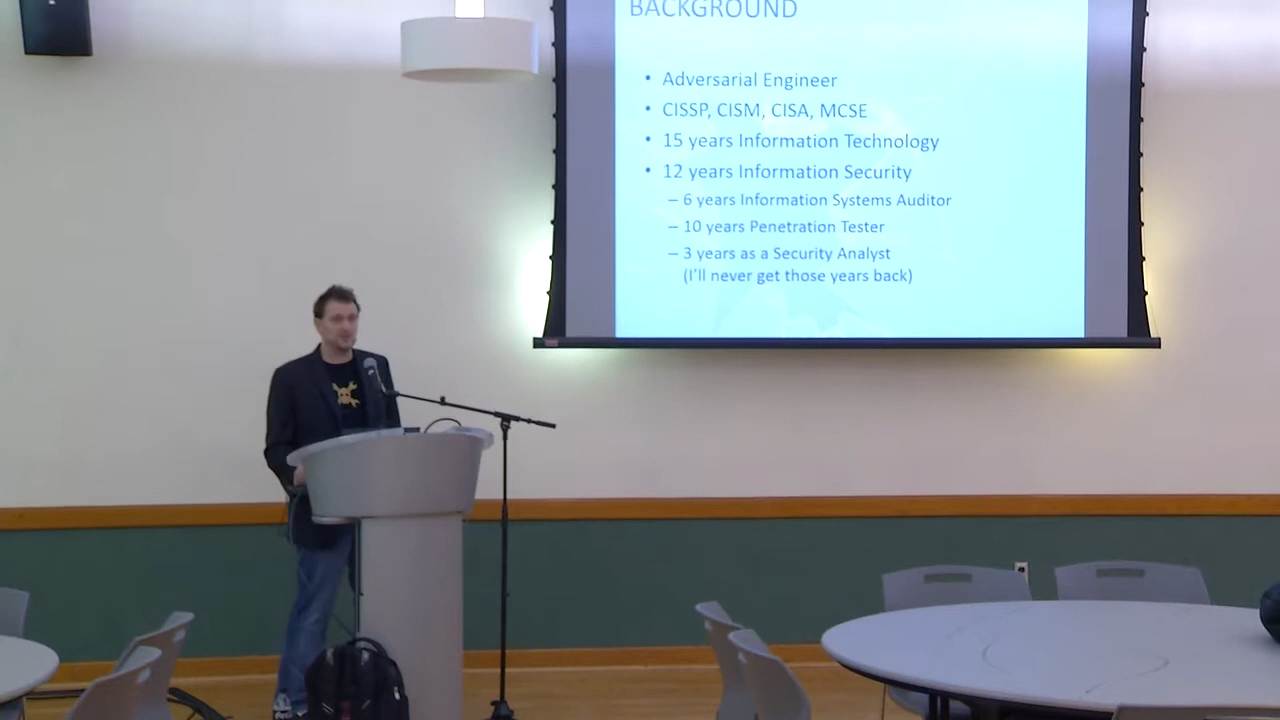 BACKGROUND
• Adversarial Engineer
• CISSP, CISM, CISA, MCSE
• 15 years Information Technology
• 12 years Information Security
– 6 years Information Systems Auditor
– 10 years Penetration Tester
– 3 years as a Security Analyst
(I'll never get those years back)